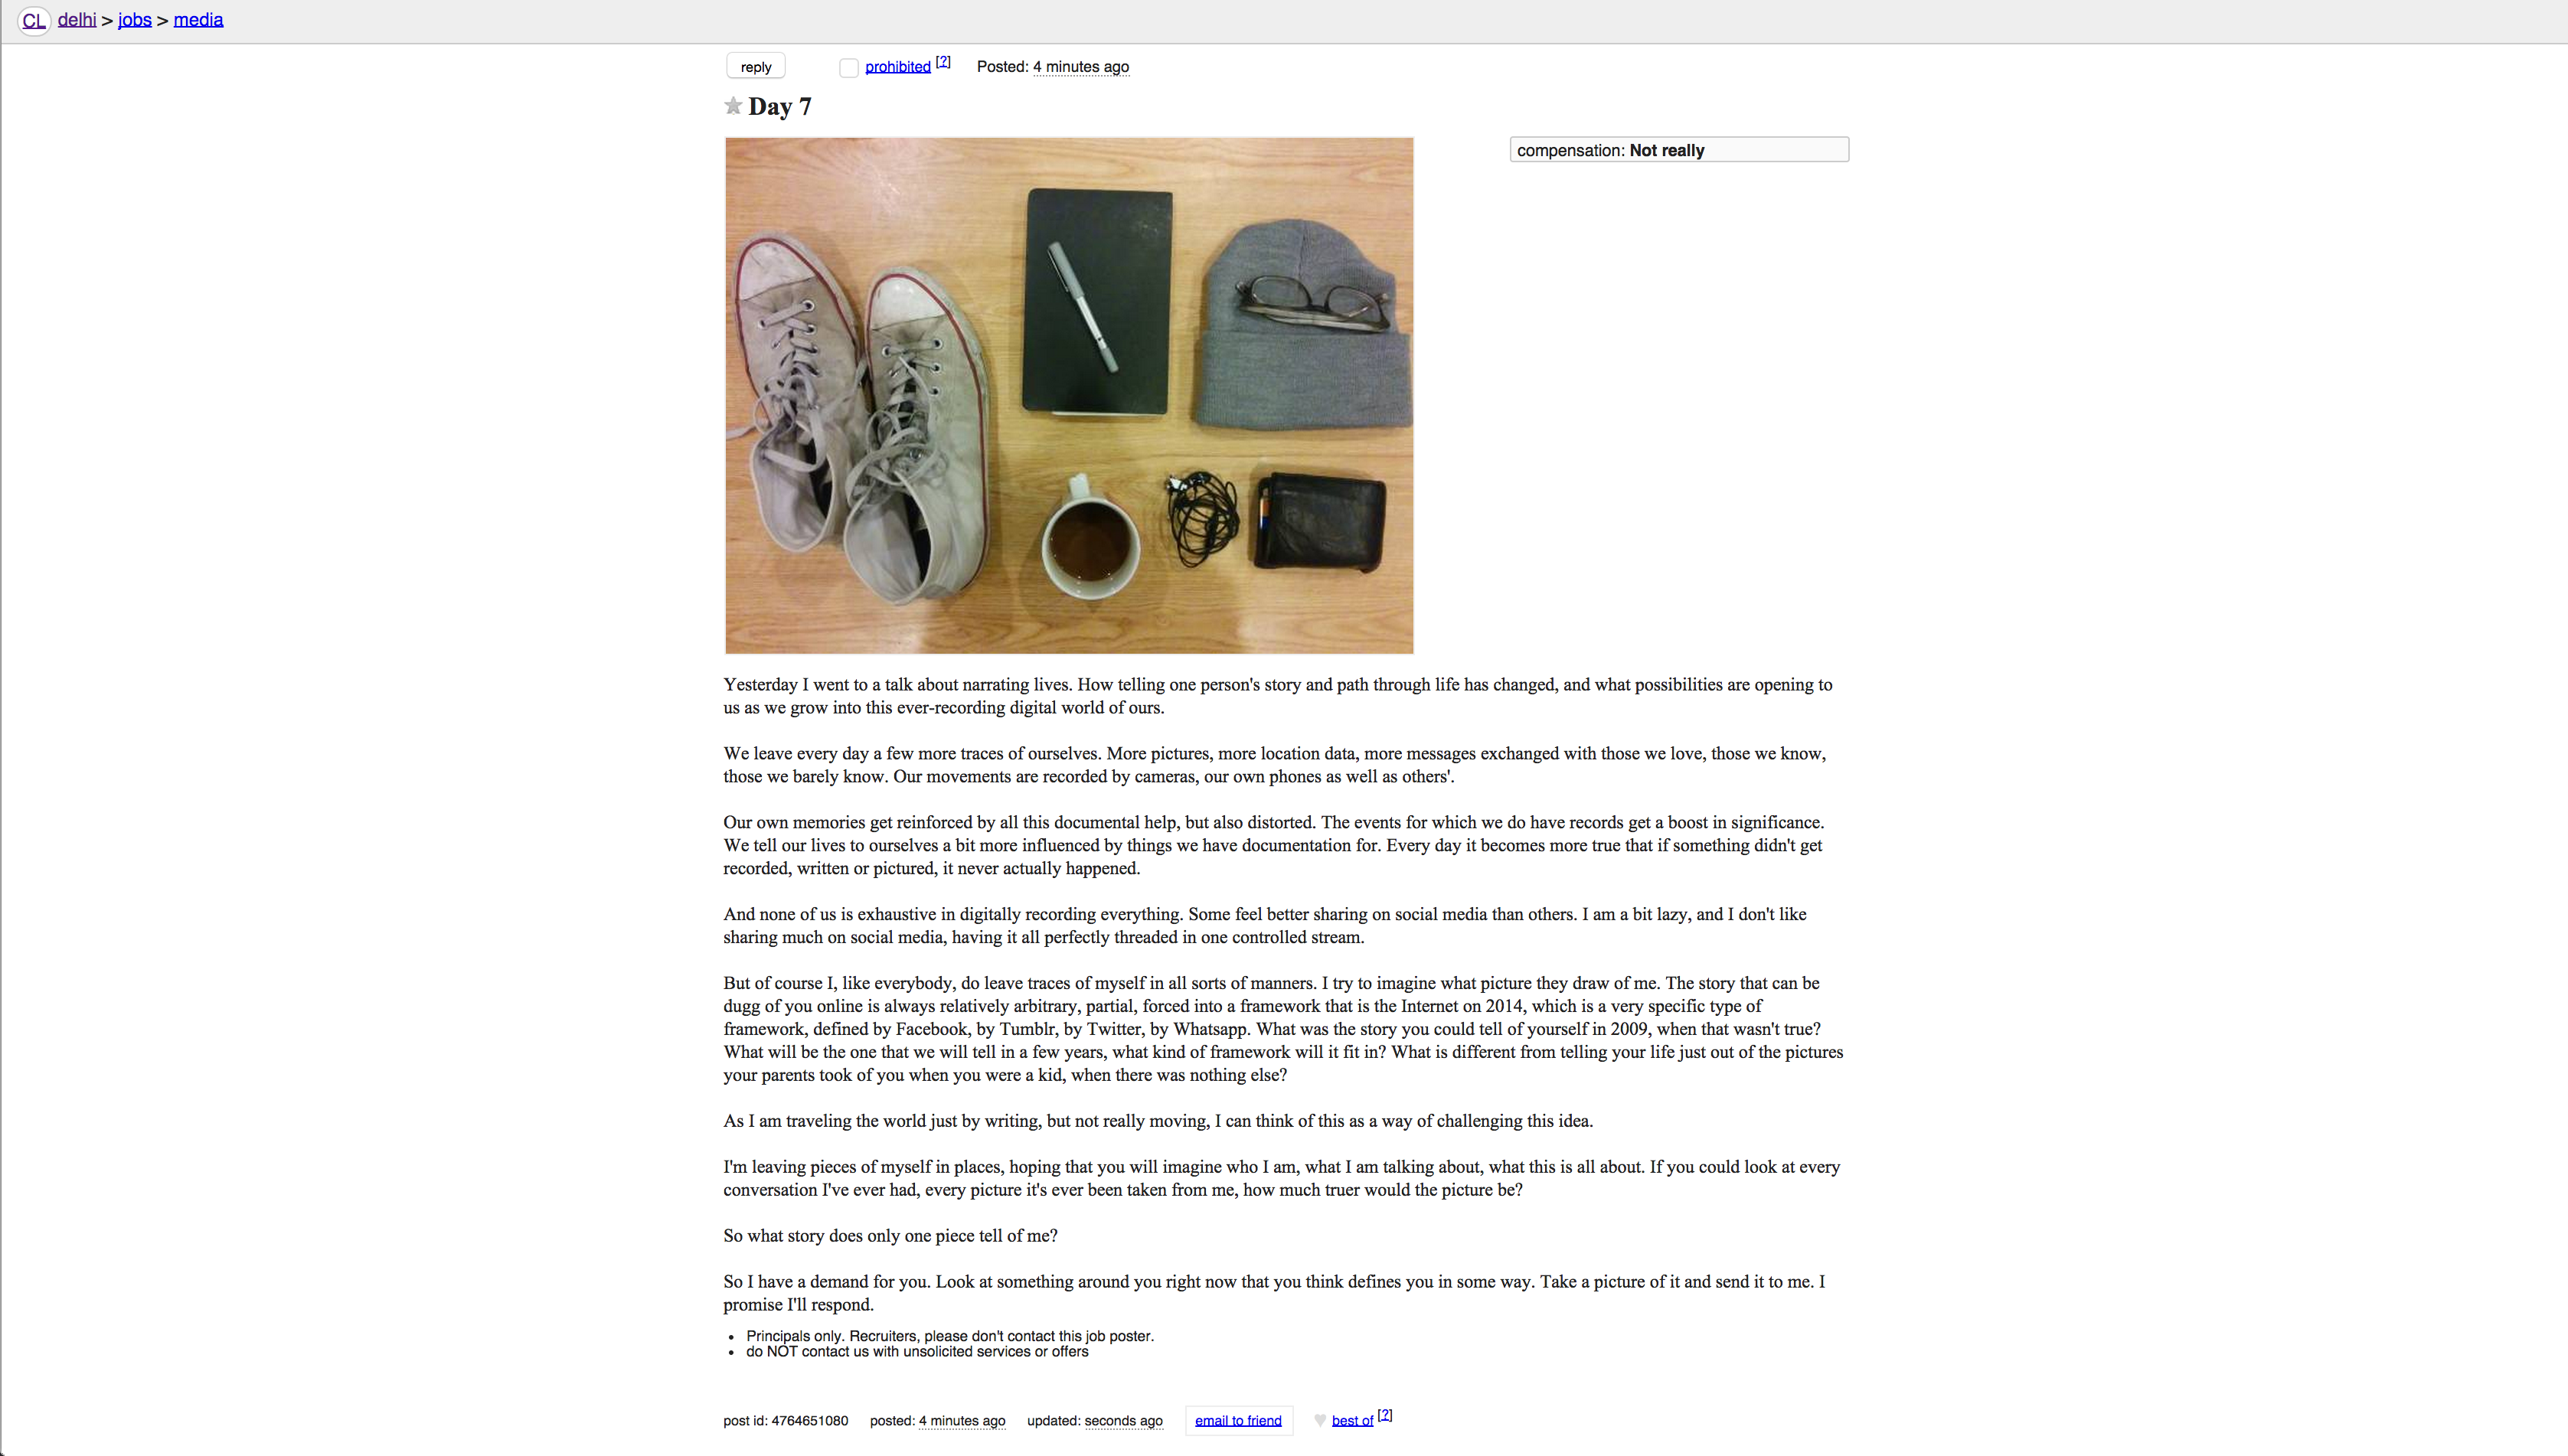 CL delhi > jobs > media
reply prohibited [?] Posted: 4 minutes ago
Day 7
compensation: Not really
Yesterday I went to a talk about narrating lives. How telling one person's story and path through life has changed, and what possibilities are opening to
us as we grow into this ever-recording digital world of ours.
We leave every day a few more traces of ourselves. More pictures, more location data, more messages exchanged with those we love, those we know,
those we barely know. Our movements are recorded by cameras, our own phones as well as others'.
Our own memories get reinforced by all this documental help, but also distorted. The events for which we do have records get a boost in significance.
We tell our lives to ourselves a bit more influenced by things we have documentation for. Every day it becomes more true that if something didn't get
recorded, written or pictured, it never actually happened.
And none of us is exhaustive in digitally recording everything. Some feel better sharing on social media than others. I am a bit lazy, and I don't like
sharing much on social media, having it all perfectly threaded in one controlled stream.
But of course I, like everybody, do leave traces of myself in all sorts of manners. I try to imagine what picture they draw of me. The story that can be
dugg of you online is always relatively arbitrary, partial, forced into a framework that is the Internet on 2014, which is a very specific type of
framework, defined by Facebook, by Tumblr, by Twitter, by Whatsapp. What was the story you could tell of yourself in 2009, when that wasn't true?
What will be the one that we will tell in a few years, what kind of framework will it fit in? What is different from telling your life just out of the pictures
your parents took of you when you were a kid, when there was nothing else?
As I am traveling the world just by writing, but not really moving, I can think of this as a way of challenging this idea.
I'm leaving pieces of myself in places, hoping that you will imagine who I am, what I am talking about, what this is all about. If you could look at every
conversation I've ever had, every picture it's ever been taken from me, how much truer would the picture be?
So what story does only one piece tell of me?
So I have a demand for you. Look at something around you right now that you think defines you in some way. Take a picture of it and send it to me. I
promise I'll respond.
• Principals only. Recruiters, please don't contact this job poster.
• do NOT contact us with unsolicited services or offers
post id: 4764651080 posted: 4 minutes ago updated: seconds ago email to friend best of [?]